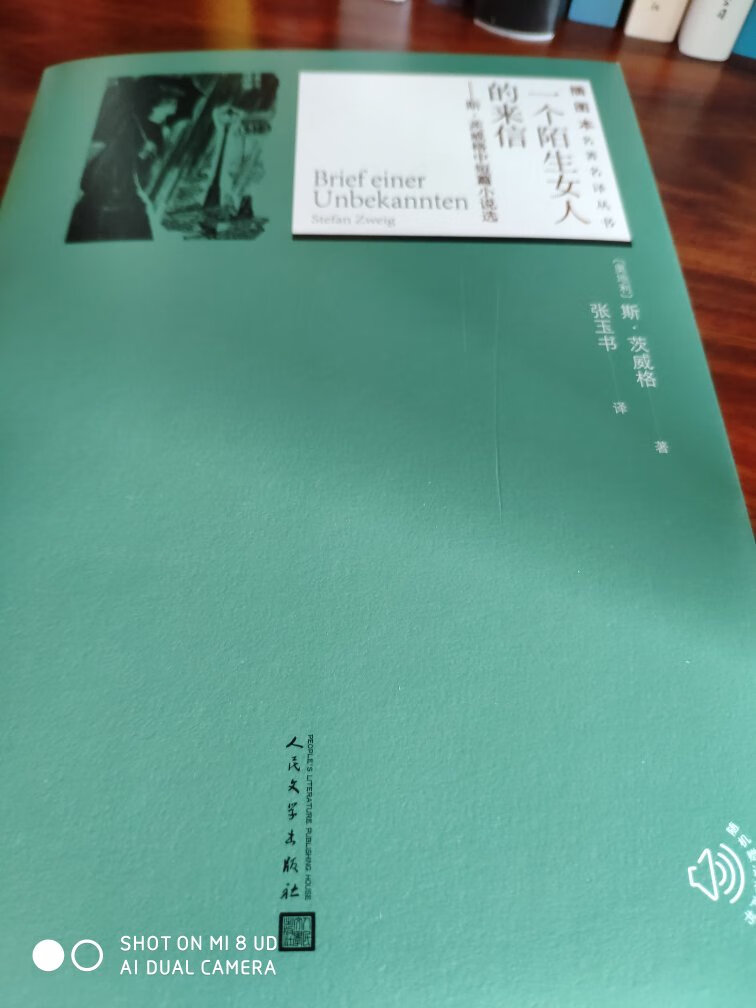 插图本名著名译丛书
一个陌生女人
的来信
——斯·茨威格中短篇小说选
Brief einer
Unbekannten
Stefan Zweig
[奥地利] 斯·茨威格 著
张玉书 译
人民文学出版社
PEOPLE'S LITERATURE PUBLISHING HOUSE
SHOT ON MI 8 UD
AI DUAL CAMERA